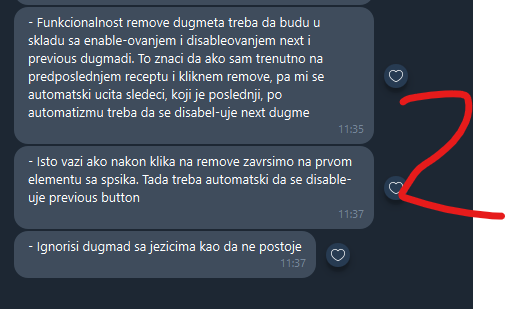 - Funkcionalnost remove dugmeta treba da budu u
skladu sa enable-ovanjem i disableovanjem next i
previous dugmadi. To znaci da ako sam trenutno na
predposlednjem receptu i kliknem remove, pa mi se
automatski ucita sledeci, koji je poslednji, po
automatizmu treba da se disabel-uje next dugme
11:35
- Isto vazi ako nakon klika na remove zavrsimo na prvom
elementu sa spsika. Tada treba automatski da se disable-
uje previous button
11:37
- Ignorisi dugmad sa jezicima kao da ne postoje
11:37
2